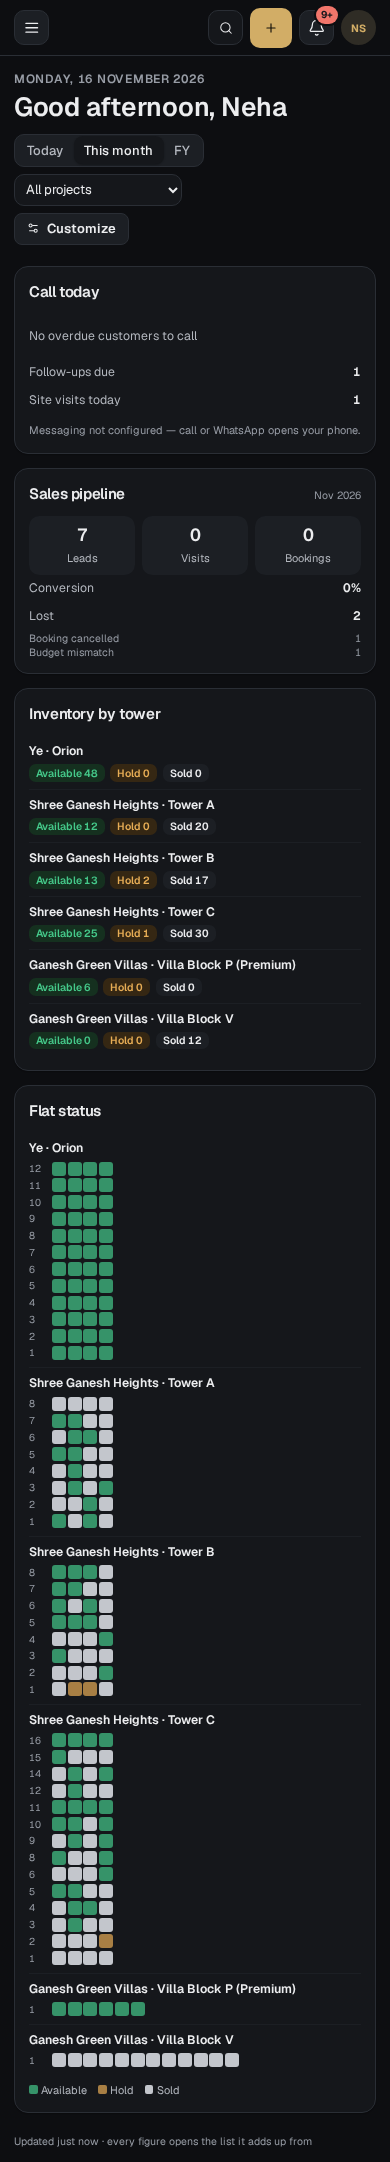 9+
NS
MONDAY, 16 NOVEMBER 2026
Good afternoon, Neha
Today This month FY
All projects
Customize
Call today
No overdue customers to call
Follow-ups due 1
Site visits today 1
Messaging not configured — call or WhatsApp opens your phone.
Sales pipeline Nov 2026
7 0 0
Leads Visits Bookings
Conversion 0%
Lost 2
Booking cancelled 1
Budget mismatch 1
Inventory by tower
Ye · Orion
Available 48 Hold 0 Sold 0
Shree Ganesh Heights · Tower A
Available 12 Hold 0 Sold 20
Shree Ganesh Heights · Tower B
Available 13 Hold 2 Sold 17
Shree Ganesh Heights · Tower C
Available 25 Hold 1 Sold 30
Ganesh Green Villas · Villa Block P (Premium)
Available 6 Hold 0 Sold 0
Ganesh Green Villas · Villa Block V
Available 0 Hold 0 Sold 12
Flat status
Ye · Orion
12
11
10
9
8
7
6
5
4
3
2
1
Shree Ganesh Heights · Tower A
8
7
6
5
4
3
2
1
Shree Ganesh Heights · Tower B
8
7
6
5
4
3
2
1
Shree Ganesh Heights · Tower C
16
15
14
12
11
10
9
8
6
5
4
3
2
1
Ganesh Green Villas · Villa Block P (Premium)
1
Ganesh Green Villas · Villa Block V
1
Available Hold Sold
Updated just now · every figure opens the list it adds up from